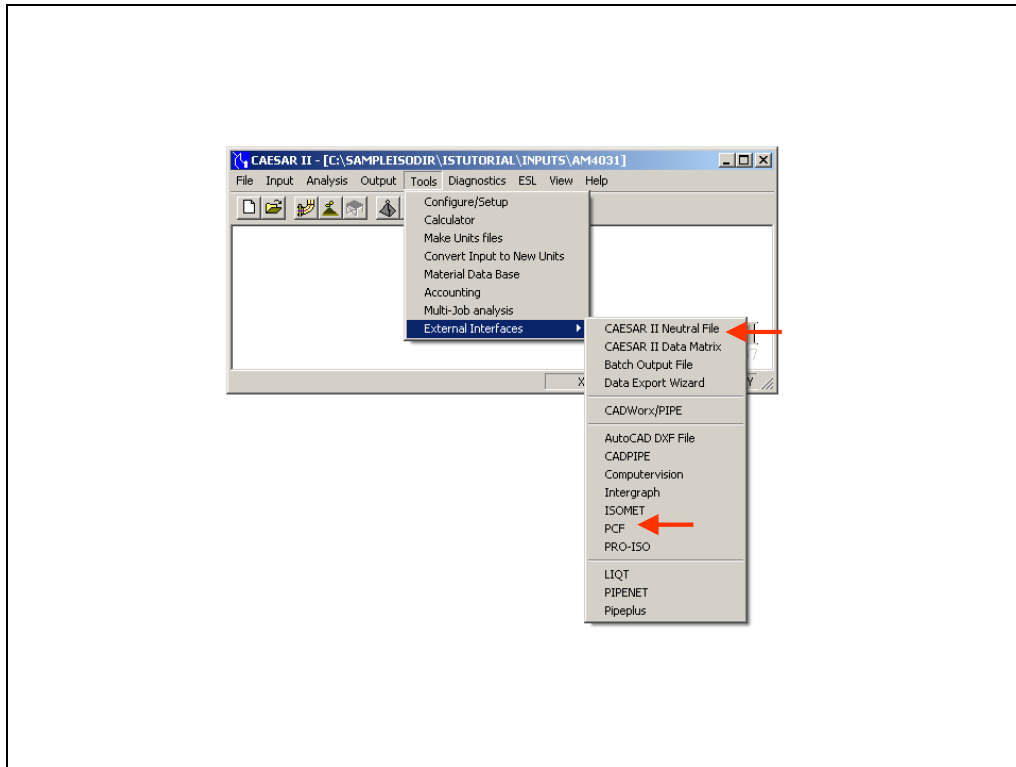 CAESAR II - [C:\SAMPLEISODIR\ISTUTORIAL\INPUTS\AM4031]
File Input Analysis Output Tools Diagnostics ESL View Help
Configure/Setup
Calculator
Make Units files
Convert Input to New Units
Material Data Base
Accounting
Multi-Job analysis
External Interfaces
CAESAR II Neutral File
CAESAR II Data Matrix
Batch Output File
Data Export Wizard
CADWorx/PIPE
AutoCAD DXF File
CADPIPE
Computervision
Intergraph
ISOMET
PCF
PRO-ISO
LIQT
PIPENET
Pipeplus